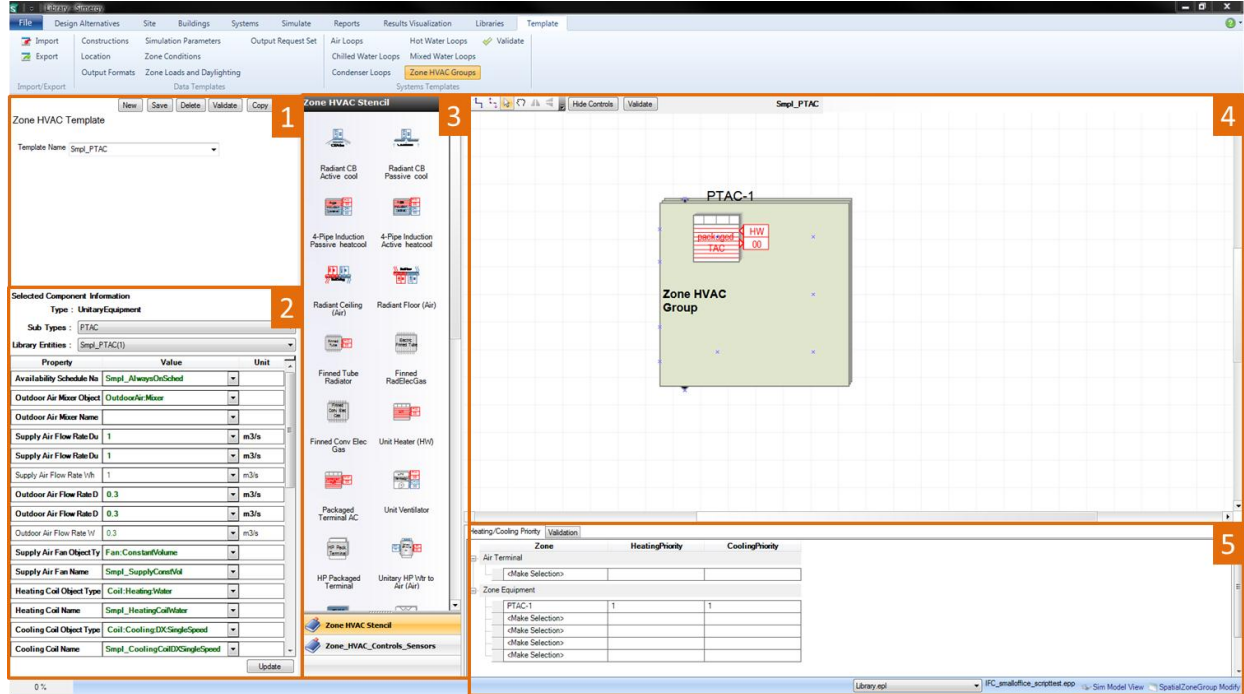 Library: Simergy
File Design Alternatives Site Buildings Systems Simulate Reports Results Visualization Libraries Template
Import Constructions Simulation Parameters Output Request Set Air Loops Hot Water Loops Validate
Export Location Zone Conditions Chilled Water Loops Mixed Water Loops
Output Formats Zone Loads and Daylighting Condenser Loops Zone HVAC Groups
Import/Export Data Templates Systems Templates
New Save Delete Validate Copy 1
Zone HVAC Template
Template Name Smpl_PTAC
Selected Component Information 2
Type : UnitaryEquipment
Sub Types : PTAC
Library Entities : Smpl_PTAC(1)
Property Value Unit
Availability Schedule Na Smpl_AlwaysOnSched
Outdoor Air Mixer Object OutdoorAir:Mixer
Outdoor Air Mixer Name
Supply Air Flow Rate Du 1 m3/s
Supply Air Flow Rate Du 1 m3/s
Supply Air Flow Rate Wh 1 m3/s
Outdoor Air Flow Rate D 0.3 m3/s
Outdoor Air Flow Rate D 0.3 m3/s
Outdoor Air Flow Rate W 0.3 m3/s
Supply Air Fan Object Ty Fan:ConstantVolume
Supply Air Fan Name Smpl_SupplyConstVol
Heating Coil Object Type Coil:Heating:Water
Heating Coil Name Smpl_HeatingCoilWater
Cooling Coil Object Type Coil:Cooling:DX:SingleSpeed
Cooling Coil Name Smpl_CoolingCoilDXSingleSpeed
Update
0 %
Zone HVAC Stencil 3
Radiant CB Active cool
Radiant CB Passive cool
4-Pipe Induction Passive heatcool
4-Pipe Induction Active heatcool
Radiant Ceiling (Air)
Radiant Floor (Air)
Finned Tube Radiator
Finned RadElecGas
Finned Conv Elec Gas
Unit Heater (HW)
Packaged Terminal AC
Unit Ventilator
HP Packaged Terminal
Unitary HP Wtr to Air (Air)
Zone HVAC Stencil
Zone_HVAC_Controls_Sensors
Hide Controls Validate Smpl_PTAC 4
PTAC-1
packaged TAC
HW
00
Zone HVAC
Group
Heating/Cooling Priority Validation 5
Zone HeatingPriority CoolingPriority
Air Terminal
<Make Selection>
Zone Equipment
PTAC-1 1 1
<Make Selection>
<Make Selection>
<Make Selection>
<Make Selection>
Library.epl IFC_smalloffice_scripttest.epp Sim Model View SpatialZoneGroup Modify